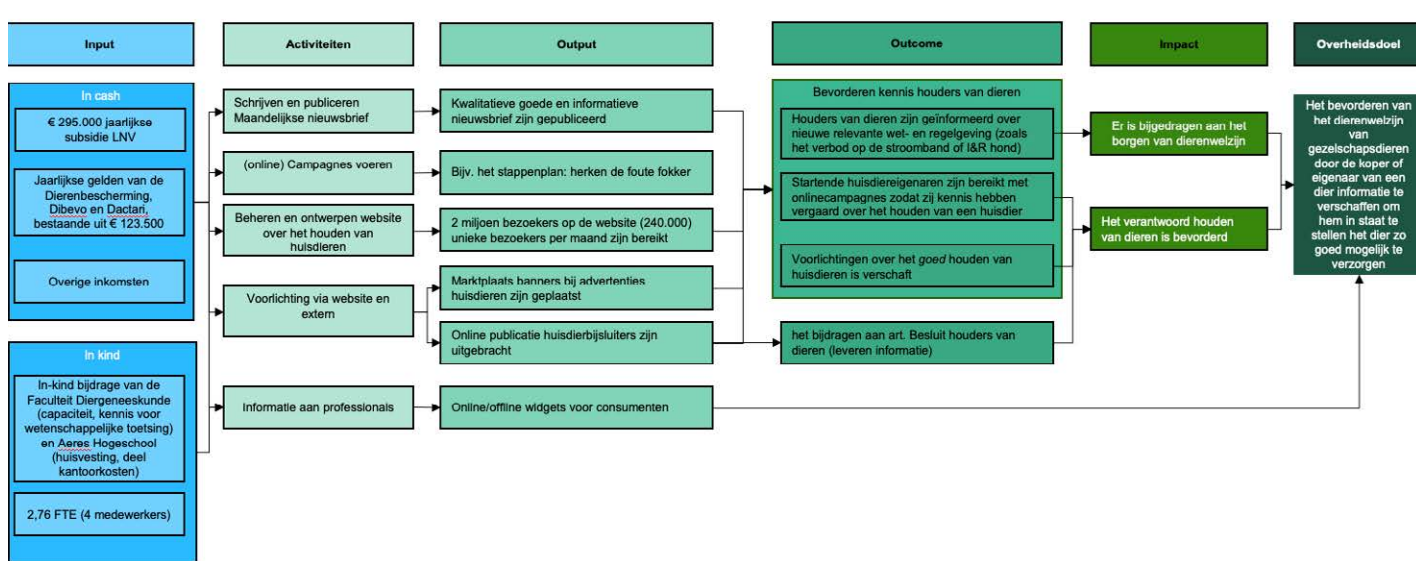 Input
Activiteiten
Output
Outcome
Impact
Overheidsdoel
In cash
€ 295.000 jaarlijkse
subsidie LNV
Jaarlijkse gelden van de
Dierenbescherming,
Dibevo en Dactari,
bestaande uit € 123.500
Overige inkomsten
In kind
In-kind bijdrage van de
Faculteit Diergeneeskunde
(capaciteit, kennis voor
wetenschappelijke toetsing)
en Aeres Hogeschool
(huisvesting, deel
kantoorkosten)
2,76 FTE (4 medewerkers)
Schrijven en publiceren
Maandelijkse nieuwsbrief
(online) Campagnes voeren
Beheren en ontwerpen website
over het houden van
huisdieren
Voorlichting via website en
extern
Informatie aan professionals
Kwalitatieve goede en informatieve
nieuwsbrief zijn gepubliceerd
Bijv. het stappenplan: herken de foute fokker
2 miljoen bezoekers op de website (240.000)
unieke bezoekers per maand zijn bereikt
Marktplaats banners bij advertenties
huisdieren zijn geplaatst
Online publicatie huisdierbijsluiters zijn
uitgebracht
Online/offline widgets voor consumenten
Bevorderen kennis houders van dieren
Houders van dieren zijn geïnformeerd over
nieuwe relevante wet- en regelgeving (zoals
het verbod op de stroomband of I&R hond)
Startende huisdiereigenaren zijn bereikt met
onlinecampagnes zodat zij kennis hebben
vergaard over het houden van een huisdier
Voorlichtingen over het goed houden van
huisdieren is verschaft
het bijdragen aan art. Besluit houders van
dieren (leveren informatie)
Er is bijgedragen aan het
borgen van dierenwelzijn
Het verantwoord houden
van dieren is bevorderd
Het bevorderen van
het dierenwelzijn
van
gezelschapsdieren
door de koper of
eigenaar van een
dier informatie te
verschaffen om
hem in staat te
stellen het dier zo
goed mogelijk te
verzorgen